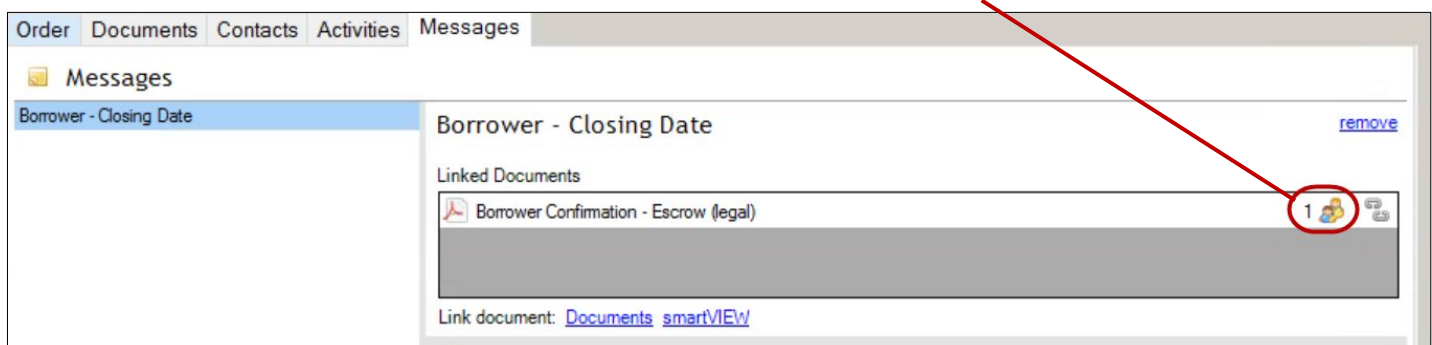 Order Documents Contacts Activities Messages
Messages
Borrower - Closing Date
Borrower - Closing Date remove
Linked Documents
Borrower Confirmation - Escrow (legal) 1
Link document: Documents smartVIEW